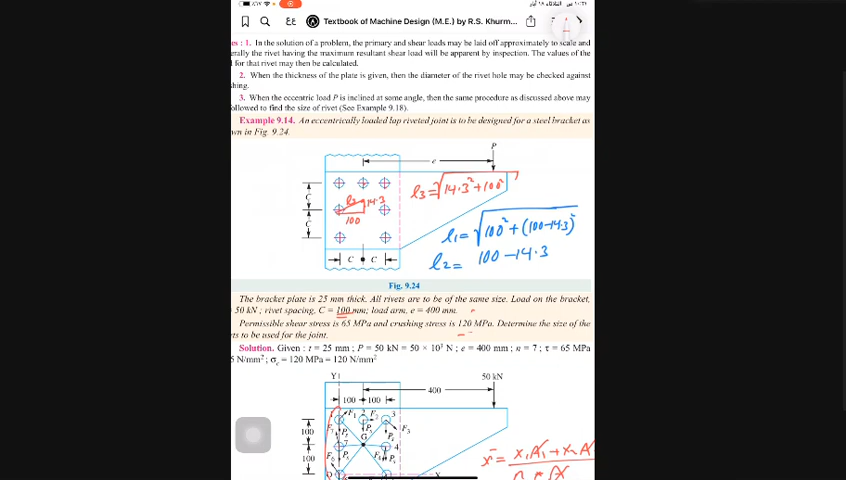 Textbook of Machine Design (M.E.) by R.S. Khurm...
es : 1. In the solution of a problem, the primary and shear loads may be laid off approximately to scale and
erally the rivet having the maximum resultant shear load will be apparent by inspection. The values of the
l for that rivet may then be calculated.
2. When the thickness of the plate is given, then the diameter of the rivet hole may be checked against
shing.
3. When the eccentric load P is inclined at some angle, then the same procedure as discussed above may
ollowed to find the size of rivet (See Example 9.18).
Example 9.14. An eccentrically loaded lap riveted joint is to be designed for a steel bracket as
wn in Fig. 9.24.
P
e
l3 = √14.3² + 100²
C
l3 14.3
100
C
l1 = √100² + (100-14.3)²
l2 = 100 - 14.3
C C
Fig. 9.24
The bracket plate is 25 mm thick. All rivets are to be of the same size. Load on the bracket,
50 kN ; rivet spacing, C = 100 mm; load arm, e = 400 mm.
Permissible shear stress is 65 MPa and crushing stress is 120 MPa. Determine the size of the
ts to be used for the joint.
Solution. Given : t = 25 mm ; P = 50 kN = 50 × 10³ N ; e = 400 mm ; n = 7 ; τ = 65 MPa
5 N/mm² ; σc = 120 MPa = 120 N/mm²
Y
50 kN
400
100 100
1 F1 2 F2 3
F3
100
G
4
100
x̄ = x1A1 + x2A
X